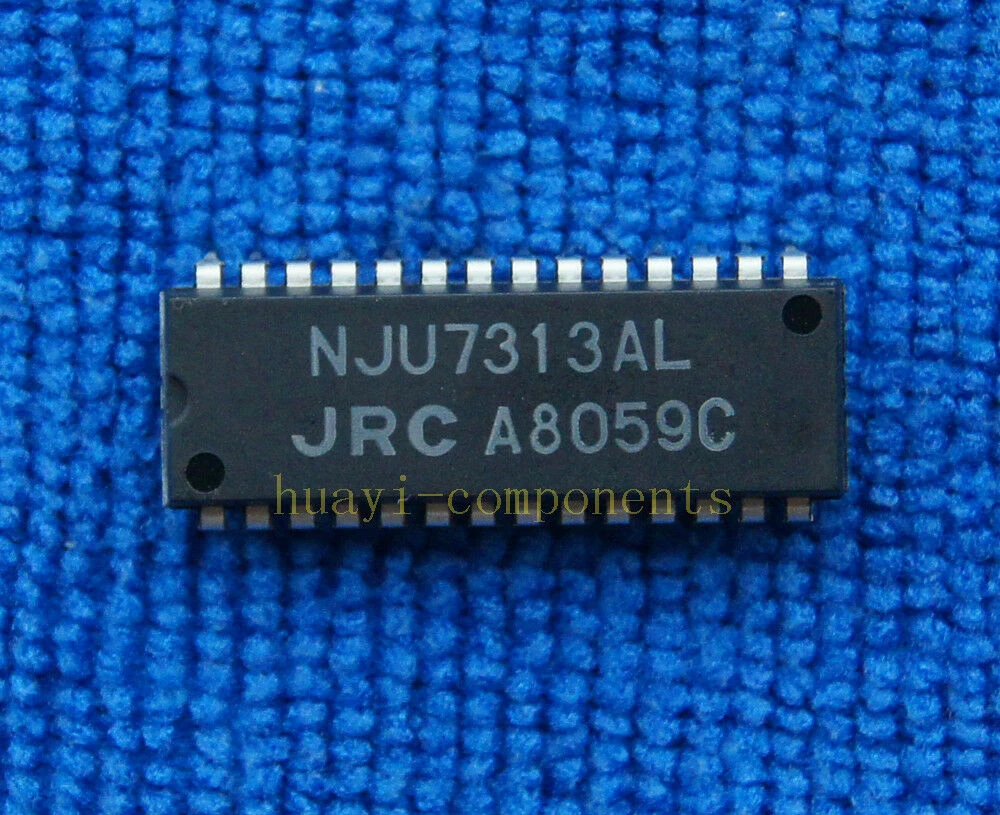 NJU7313AL
JRC A8059C
huayi-components